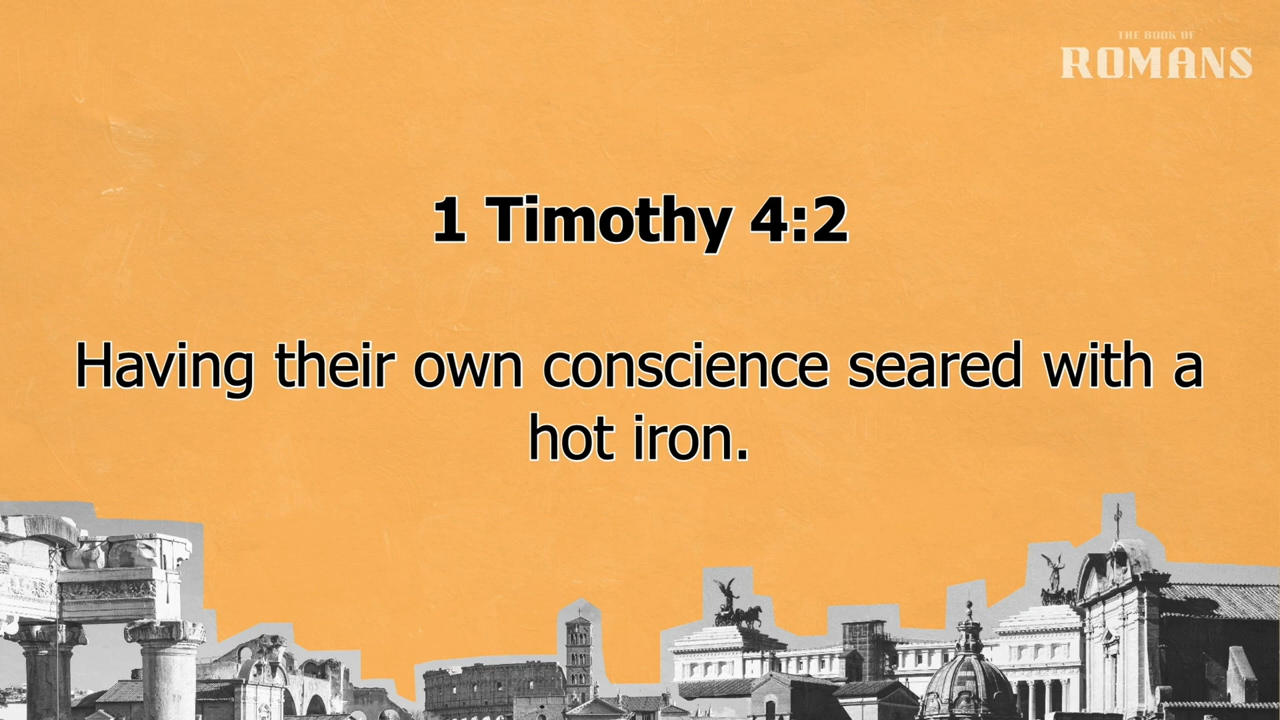 THE BOOK OF
ROMANS
1 Timothy 4:2
Having their own conscience seared with a
hot iron.